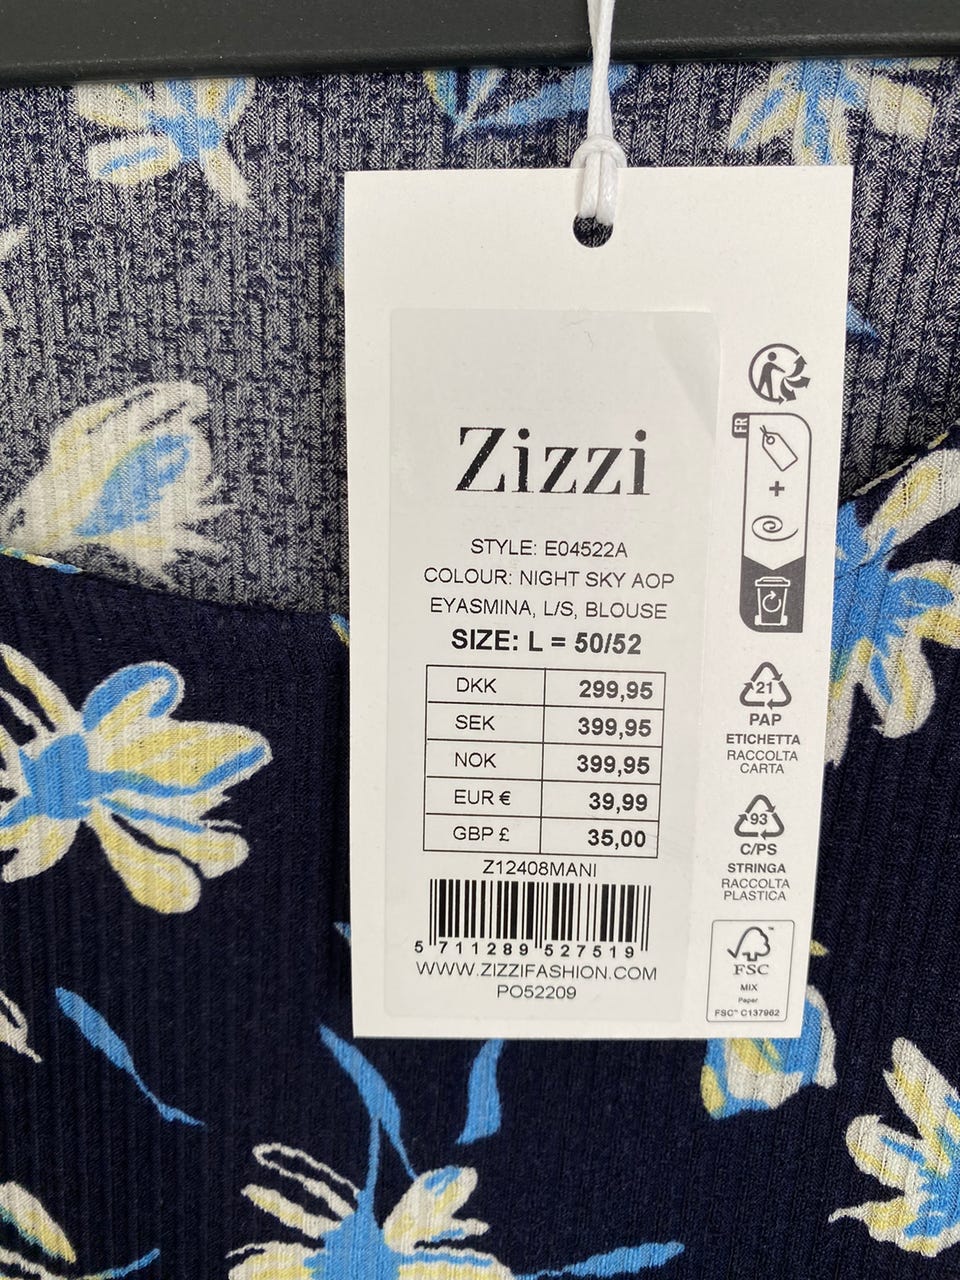 Zizzi
STYLE: E04522A
COLOUR: NIGHT SKY AOP
EYASMINA, L/S, BLOUSE
SIZE: L = 50/52
DKK 299,95
SEK 399,95
NOK 399,95
EUR € 39,99
GBP £ 35,00
Z12408MANI
5 711289 527519
WWW.ZIZZIFASHION.COM
PO52209
FR
+
21
PAP
ETICHETTA
RACCOLTA
CARTA
93
C/PS
STRINGA
RACCOLTA
PLASTICA
FSC
MIX
Paper
FSC™ C137962